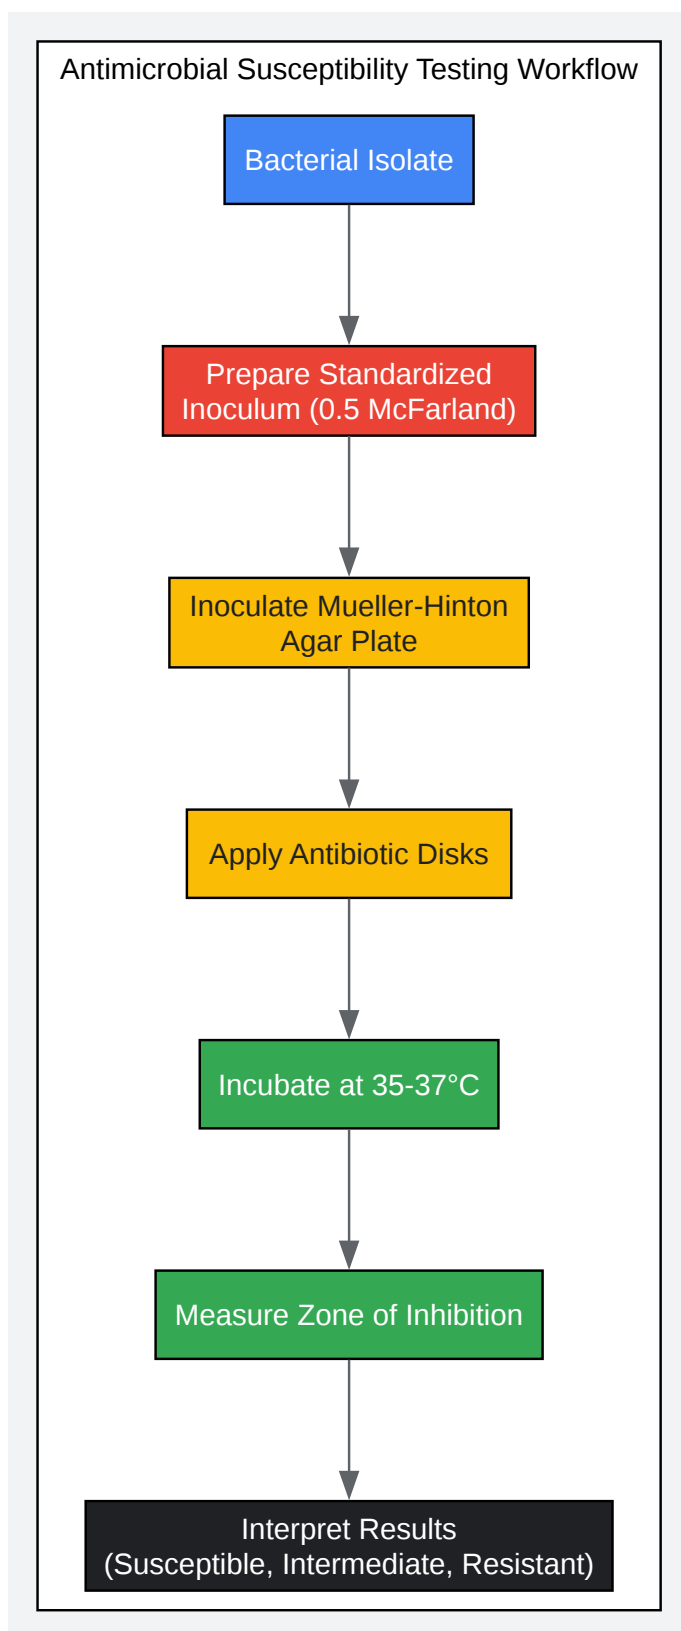 Antimicrobial Susceptibility Testing Workflow
Bacterial Isolate
Prepare Standardized
Inoculum (0.5 McFarland)
Inoculate Mueller-Hinton
Agar Plate
Apply Antibiotic Disks
Incubate at 35-37°C
Measure Zone of Inhibition
Interpret Results
(Susceptible, Intermediate, Resistant)